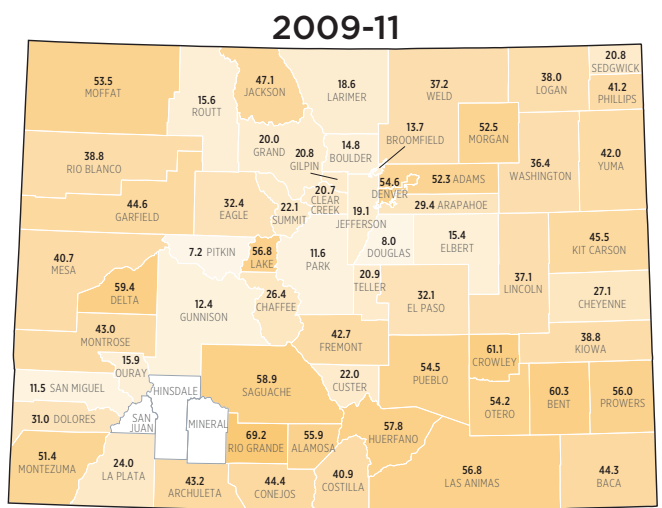 2009-11
53.5
MOFFAT
15.6
ROUTT
47.1
JACKSON
18.6
LARIMER
37.2
WELD
38.0
LOGAN
20.8
SEDGWICK
41.2
PHILLIPS
38.8
RIO BLANCO
20.0
GRAND
20.8
GILPIN
14.8
BOULDER
13.7
BROOMFIELD
52.5
MORGAN
36.4
WASHINGTON
42.0
YUMA
44.6
GARFIELD
32.4
EAGLE
22.1
SUMMIT
20.7
CLEAR
CREEK
19.1
JEFFERSON
54.6
DENVER
52.3 ADAMS
29.4 ARAPAHOE
40.7
MESA
7.2 PITKIN
56.8
LAKE
11.6
PARK
8.0
DOUGLAS
15.4
ELBERT
37.1
LINCOLN
45.5
KIT CARSON
59.4
DELTA
12.4
GUNNISON
26.4
CHAFFEE
20.9
TELLER
32.1
EL PASO
27.1
CHEYENNE
43.0
MONTROSE
15.9
OURAY
42.7
FREMONT
54.5
PUEBLO
61.1
CROWLEY
38.8
KIOWA
11.5 SAN MIGUEL
HINSDALE
58.9
SAGUACHE
22.0
CUSTER
54.2
OTERO
60.3
BENT
56.0
PROWERS
31.0 DOLORES
SAN
JUAN
MINERAL
69.2
RIO GRANDE
55.9
ALAMOSA
57.8
HUERFANO
51.4
MONTEZUMA
24.0
LA PLATA
43.2
ARCHULETA
44.4
CONEJOS
40.9
COSTILLA
56.8
LAS ANIMAS
44.3
BACA